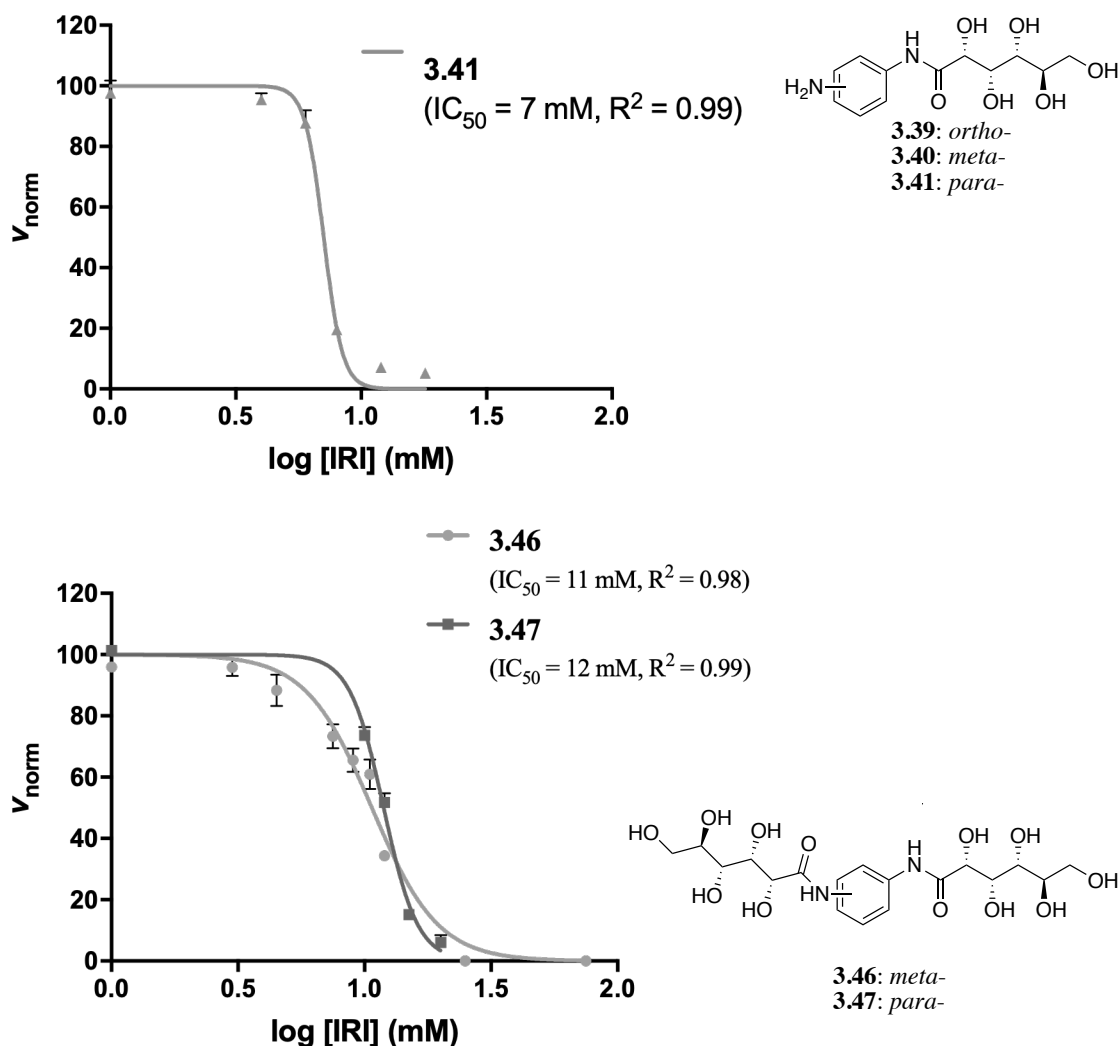 120
100
80
60
40
20
0
v_norm
0.0 0.5 1.0 1.5 2.0
log [IRI] (mM)
3.41
(IC50 = 7 mM, R2 = 0.99)
H2N
H
N
O
OH OH
OH
OH OH
3.39: ortho-
3.40: meta-
3.41: para-
3.46
(IC50 = 11 mM, R2 = 0.98)
3.47
(IC50 = 12 mM, R2 = 0.99)
120
100
80
60
40
20
0
v_norm
0.0 0.5 1.0 1.5 2.0
log [IRI] (mM)
HO
OH
OH
O
HO
HO
HN
H
N
O
OH OH
OH
OH OH
3.46: meta-
3.47: para-